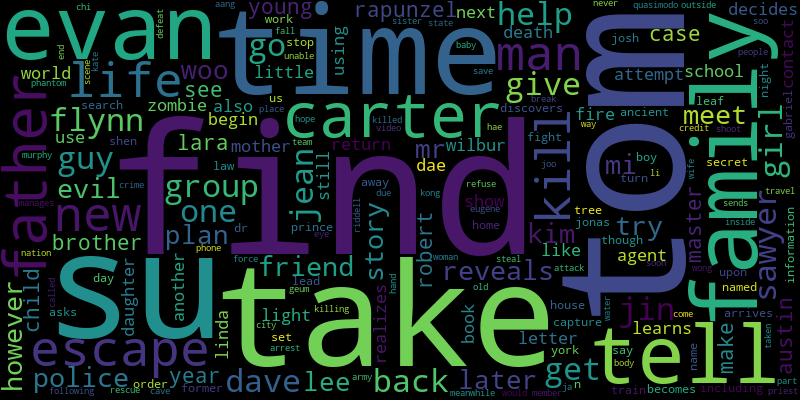 find
take
tom
time
su
evan
family
carter
tell
father
escape
life
new
kill
man
jin
back
dave
sawyer
help
jean
group
one
guy
flynn
woo
go
evil
brother
plan
police
lee
later
get
kim
mi
try
reveals
friend
story
robert
mr
dae
give
meet
girl
case
rapunzel
young
next
school
decides
attempt
agent
austin
master
make
learns
book
light
linda
year
child
however
daughter
another
lara
zombie
see
also
begin
use
world
little
death
using
still
mother
return
show
wilbur
realizes
like
fire
josh
leaf
ancient
boy
turn
tree
jonas
though
secret
information
contact
gabriel
night
people
credit
shoot
way
fight
discovers
hae
joo
break
save
baby
unable
state
sister
fall
work
stop
us
hope
place
team
killed
video
law
prince
dr
eye
riddell
eugene
home
refuse
kong
due
away
woman
steal
old
attack
house
capture
letter
york
say
body
train
name
named
upon
arrives
sends
inside
li
wife
wong
travel
soo
outside
quasimodo
never
aang
chi
defeat
kate
scene
end
phantom
search
shen
murphy
crime
manages
nation
phone
day
asks
called
order
former
following
rescue
cave
force
geum
lead
set
city
killing
arrest
army
hand
meanwhile
would member
ja
n
becomes
including
come
taken
part
priest
soon
water